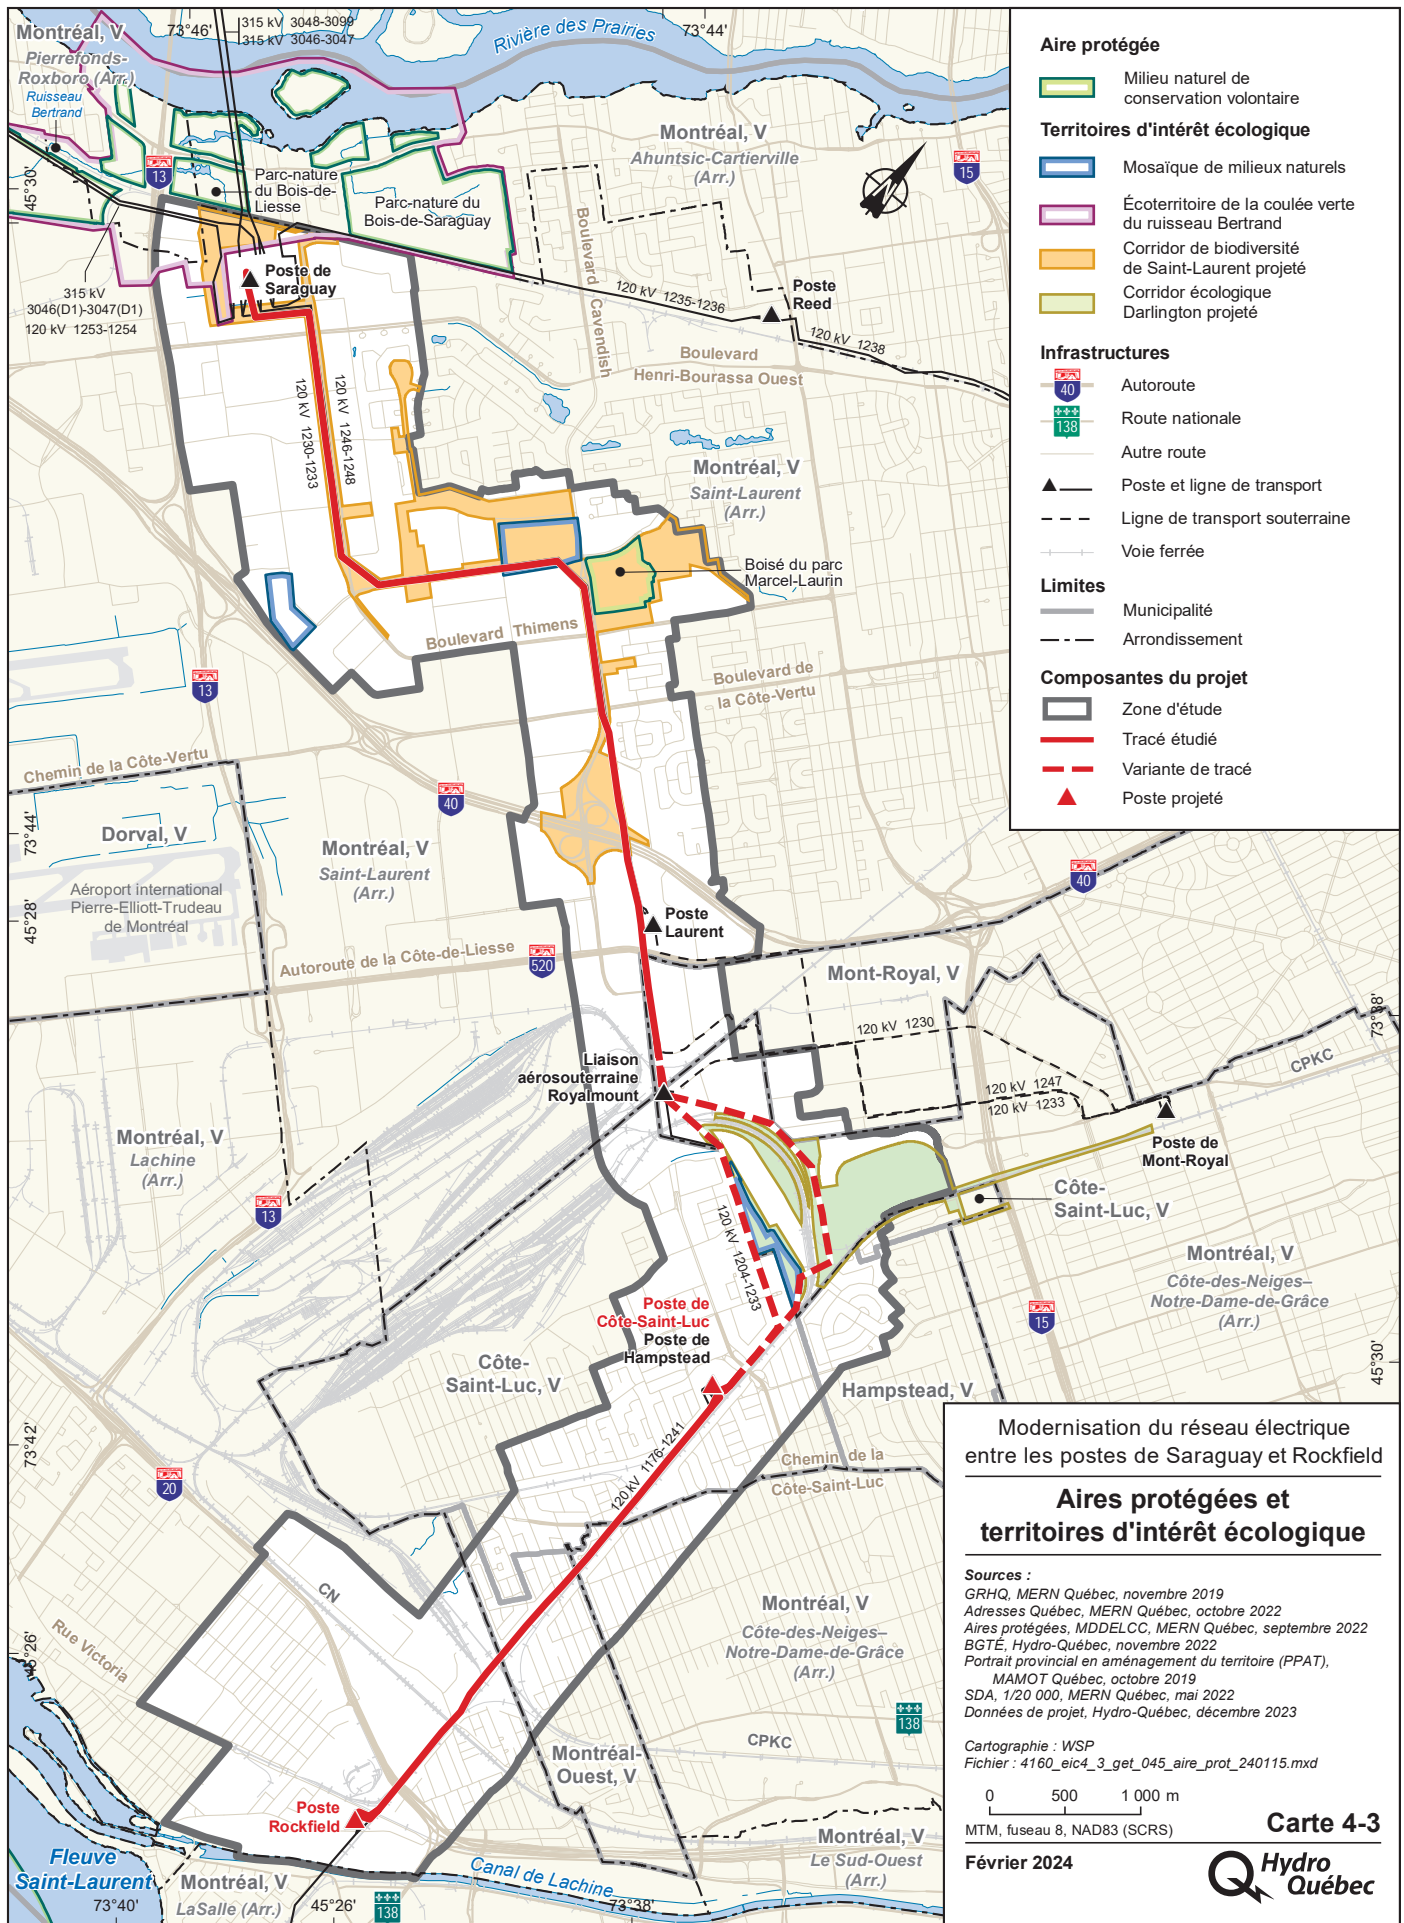 Montréal, V
Pierrefonds-
Roxboro (Arr.)
Ruisseau
Bertrand
73°46'
315 kV 3048-3099
315 kV 3046-3047
Rivière des Prairies
73°44'
45°30'
13
Parc-nature
du Bois-de-
Liesse
Parc-nature du
Bois-de-Saraguay
Montréal, V
Ahuntsic-Cartierville
(Arr.)
15
Boulevard Cavendish
Poste de
Saraguay
315 kV
3046(D1)-3047(D1)
120 kV 1253-1254
120 kV 1235-1236
Poste
Reed
120 kV 1238
Boulevard
Henri-Bourassa Ouest
120 kV 1230-1233
120 kV 1246-1248
Montréal, V
Saint-Laurent
(Arr.)
Boisé du parc
Marcel-Laurin
Boulevard Thimens
13
Boulevard de
la Côte-Vertu
Chemin de la Côte-Vertu
40
Dorval, V
73°44'
Montréal, V
Saint-Laurent
(Arr.)
40
Aéroport international
Pierre-Elliott-Trudeau
de Montréal
45°28'
Poste
Laurent
Autoroute de la Côte-de-Liesse
520
Mont-Royal, V
73°38'
120 kV 1230
CPKC
Liaison
aérosouterraine
Royalmount
120 kV 1247
120 kV 1233
Poste de
Mont-Royal
Montréal, V
Lachine
(Arr.)
13
Côte-
Saint-Luc, V
120 kV 1204-1233
Montréal, V
Côte-des-Neiges–
Notre-Dame-de-Grâce
(Arr.)
15
Poste de
Côte-Saint-Luc
Poste de
Hampstead
Côte-
Saint-Luc, V
45°30'
Hampstead, V
73°42'
120 kV 1176-1241
Chemin de la
Côte-Saint-Luc
20
CN
Rue Victoria
45°26'
Montréal, V
Côte-des-Neiges–
Notre-Dame-de-Grâce
(Arr.)
138
CPKC
Montréal-
Ouest, V
Poste
Rockfield
Montréal, V
Le Sud-Ouest
(Arr.)
Fleuve
Saint-Laurent
Montréal, V
LaSalle (Arr.)
Canal de Lachine
73°40'
45°26'
138
73°38'
Aire protégée
Milieu naturel de
conservation volontaire
Territoires d'intérêt écologique
Mosaïque de milieux naturels
Écoterritoire de la coulée verte
du ruisseau Bertrand
Corridor de biodiversité
de Saint-Laurent projeté
Corridor écologique
Darlington projeté
Infrastructures
40
Autoroute
138
Route nationale
Autre route
Poste et ligne de transport
Ligne de transport souterraine
Voie ferrée
Limites
Municipalité
Arrondissement
Composantes du projet
Zone d'étude
Tracé étudié
Variante de tracé
Poste projeté
Modernisation du réseau électrique
entre les postes de Saraguay et Rockfield
Aires protégées et
territoires d'intérêt écologique
Sources :
GRHQ, MERN Québec, novembre 2019
Adresses Québec, MERN Québec, octobre 2022
Aires protégées, MDDELCC, MERN Québec, septembre 2022
BGTÉ, Hydro-Québec, novembre 2022
Portrait provincial en aménagement du territoire (PPAT),
MAMOT Québec, octobre 2019
SDA, 1/20 000, MERN Québec, mai 2022
Données de projet, Hydro-Québec, décembre 2023
Cartographie : WSP
Fichier : 4160_eic4_3_get_045_aire_prot_240115.mxd
0 500 1 000 m
MTM, fuseau 8, NAD83 (SCRS)
Carte 4-3
Février 2024
Hydro
Québec